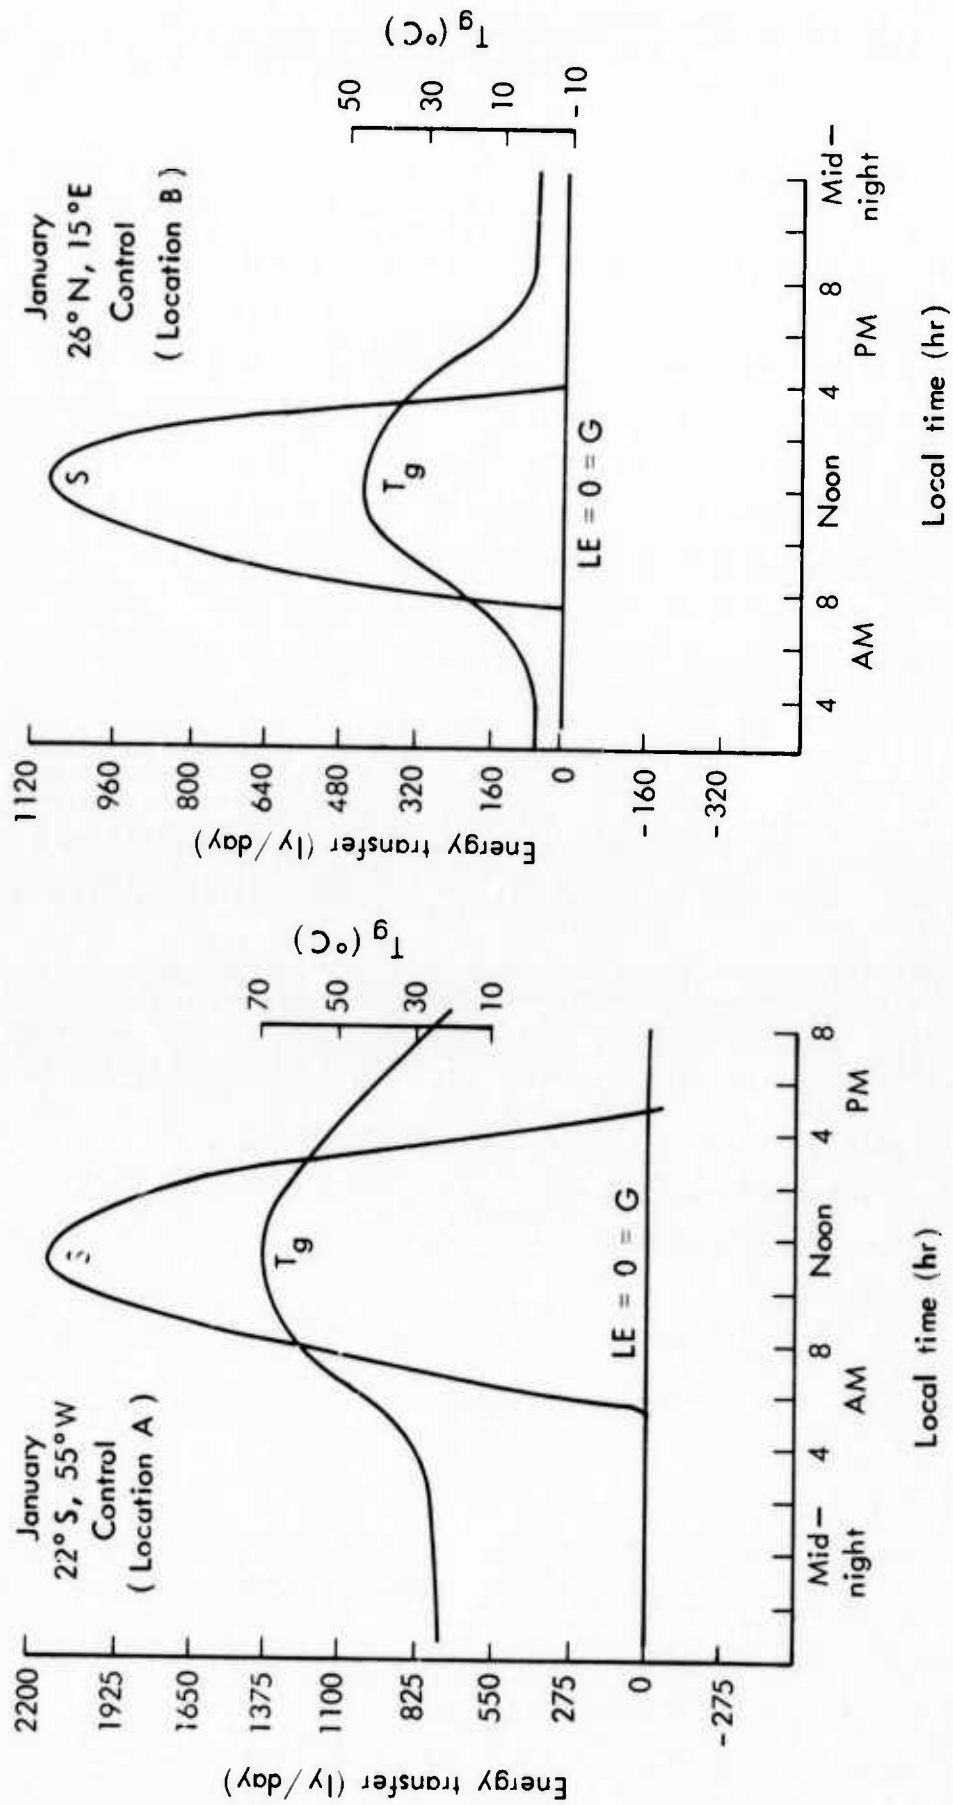 January
22° S, 55° W
Control
( Location A )
2200
1925
1650
1375
1100
825
550
275
0
-275
Energy transfer (ly/day)
S
Tg
LE = 0 = G
70
50
30
10
Tg (°C)
Mid-
night
4
8
AM
Noon
4
PM
8
Local time (hr)
January
26° N, 15° E
Control
( Location B )
1120
960
800
640
480
320
160
0
-160
-320
Energy transfer (ly/day)
S
Tg
LE = 0 = G
50
30
10
-10
Tg (°C)
4
8
AM
Noon
4
PM
8
Mid-
night
Local time (hr)